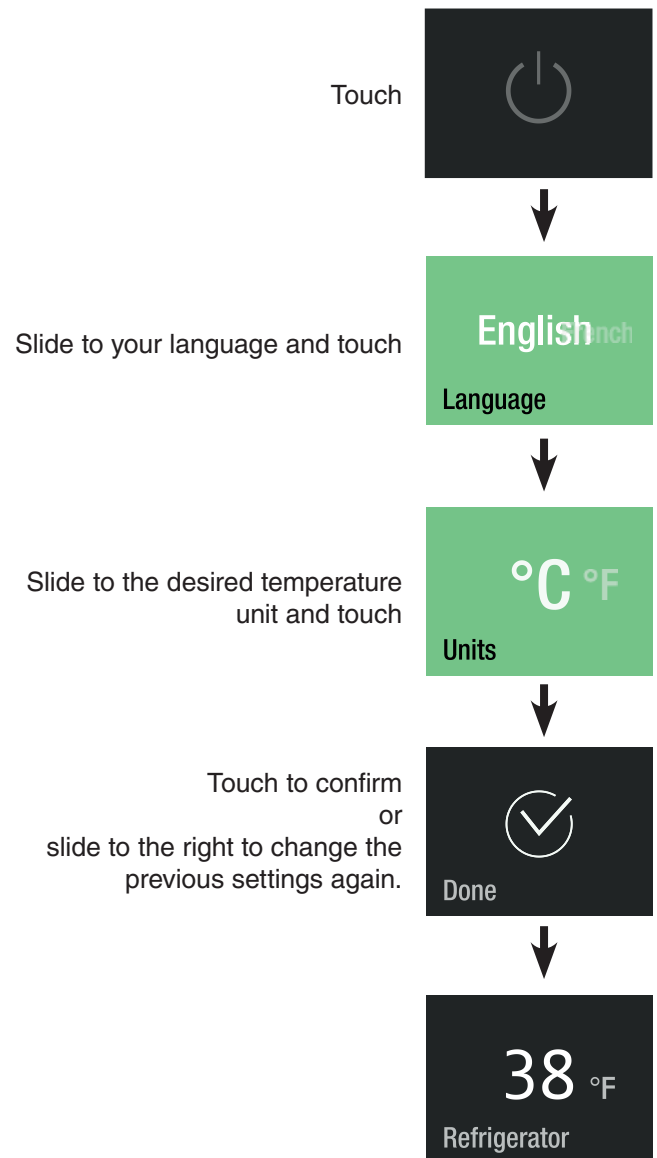 Touch
Slide to your language and touch
English
Language
Slide to the desired temperature
unit and touch
°C °F
Units
Touch to confirm
or
slide to the right to change the
previous settings again.
Done
38 °F
Refrigerator